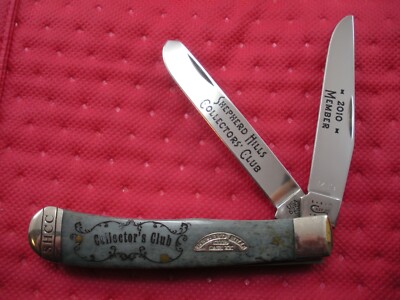 SHEPHERD HILLS
COLLECTORS' CLUB
2010
MEMBER
SHCC
Collector's Club